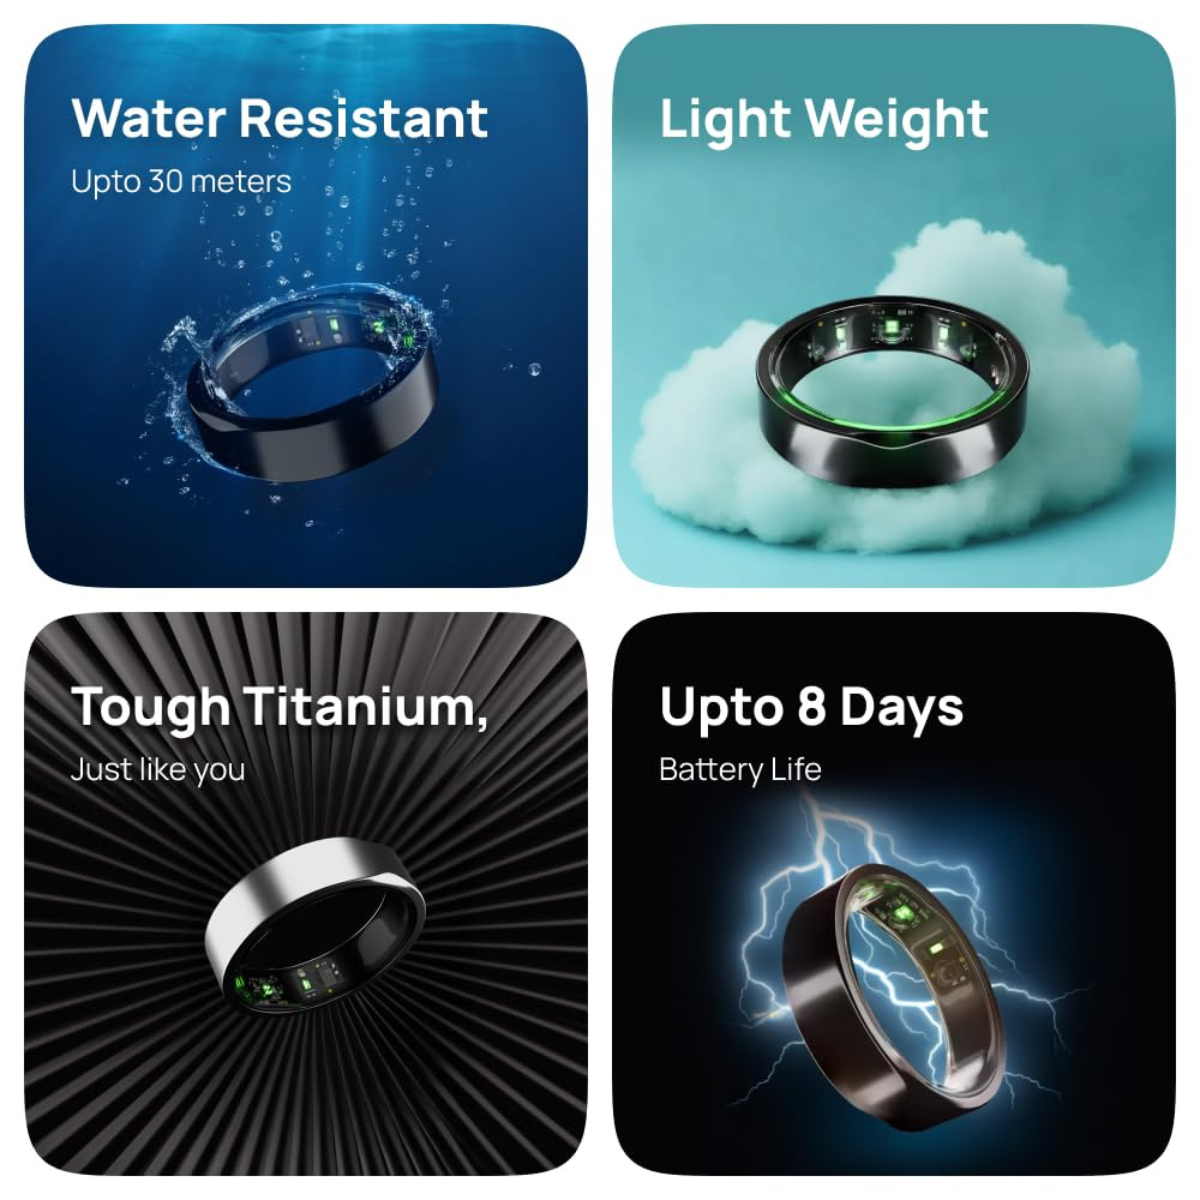 Water Resistant
Upto 30 meters
Light Weight
Tough Titanium,
Just like you
Upto 8 Days
Battery Life